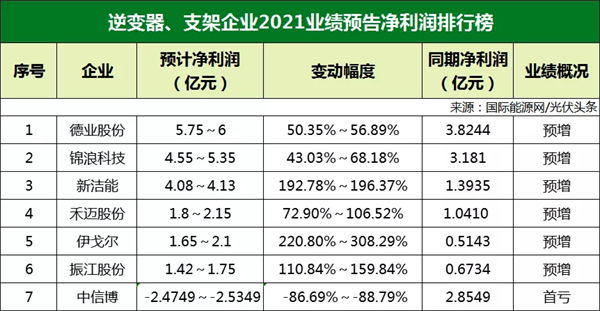 逆变器、支架企业2021业绩预告净利润排行榜
序号 企业 预计净利润（亿元） 变动幅度 同期净利润（亿元） 业绩概况
来源：国际能源网/光伏头条
1 德业股份 5.75～6 50.35%～56.89% 3.8244 预增
2 锦浪科技 4.55～5.35 43.03%～68.18% 3.181 预增
3 新洁能 4.08～4.13 192.78%～196.37% 1.3935 预增
4 禾迈股份 1.8～2.15 72.90%～106.52% 1.0410 预增
5 伊戈尔 1.65～2.1 220.80%～308.29% 0.5143 预增
6 振江股份 1.42～1.75 110.84%～159.84% 0.6734 预增
7 中信博 -2.4749～-2.5349 -86.69%～-88.79% 2.8549 首亏